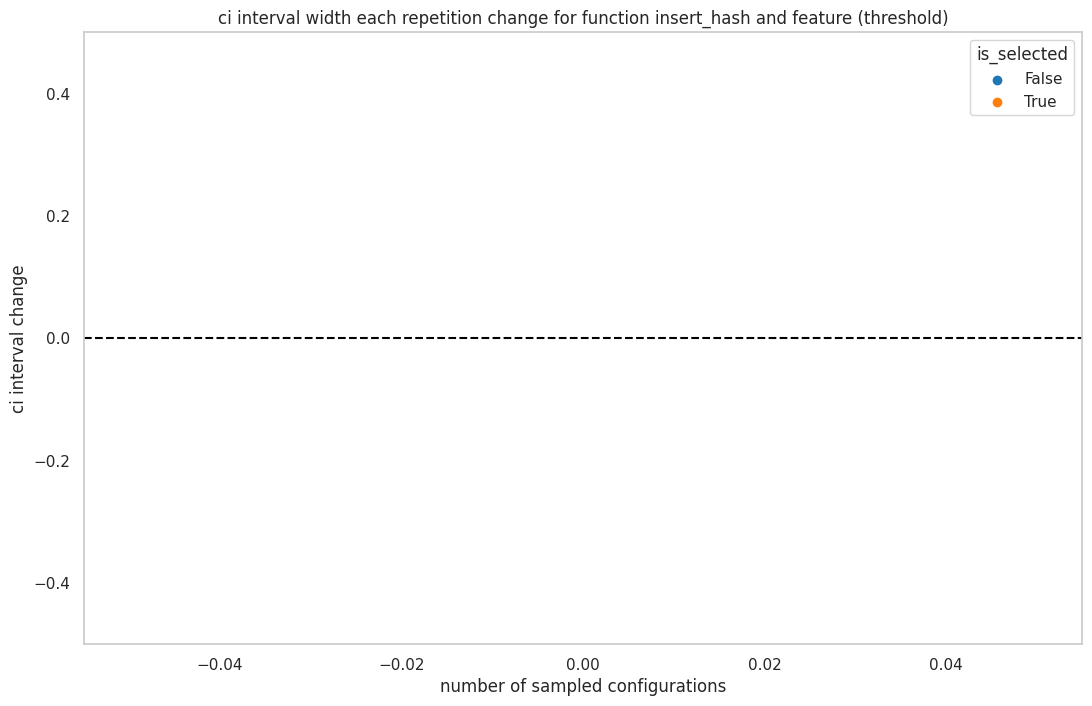 ci interval width each repetition change for function insert_hash and feature (threshold)
is_selected
False
True
0.4
0.2
0.0
−0.2
−0.4
ci interval change
−0.04
−0.02
0.00
0.02
0.04
number of sampled configurations